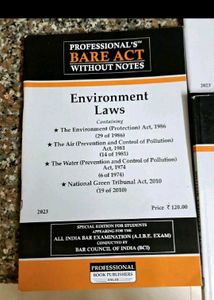 PROFESSIONAL'S™
BARE ACT
WITHOUT NOTES
Environment
Laws
Containing
★ The Environment (Protection) Act, 1986
(29 of 1986)
★ The Air (Prevention and Control of Pollution)
Act, 1981
(14 of 1981)
★ The Water (Prevention and Control of Pollution)
Act, 1974
(6 of 1974)
★ National Green Tribunal Act, 2010
(19 of 2010)
2023
Price ₹ 120.00
SPECIAL EDITION FOR STUDENTS
APPEARING FOR THE
ALL INDIA BAR EXAMINATION (A.I.B.E. EXAM)
CONDUCTED BY
BAR COUNCIL OF INDIA (BCI)
PROFESSIONAL
BOOK PUBLISHERS
2023